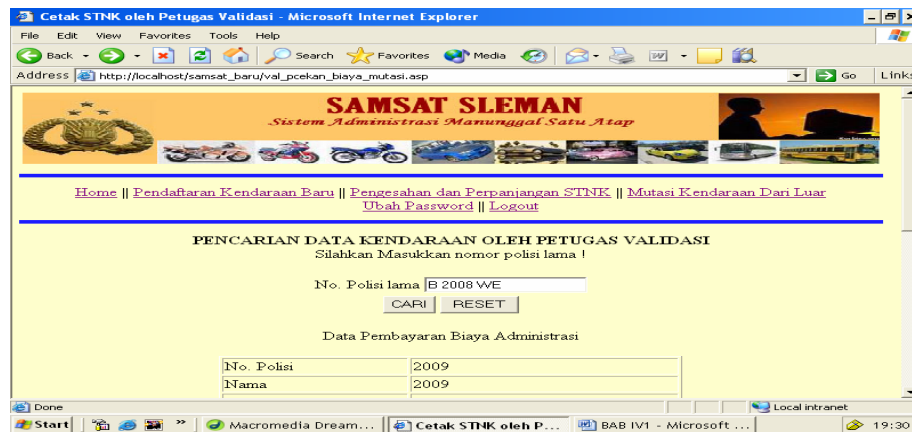 Cetak STNK oleh Petugas Validasi - Microsoft Internet Explorer
File Edit View Favorites Tools Help
Back Search Favorites Media
Address http://localhost/samsat_baru/val_pcekan_biaya_mutasi.asp Go Links
SAMSAT SLEMAN
Sistem Administrasi Manunggal Satu Atap
Home || Pendaftaran Kendaraan Baru || Pengesahan dan Perpanjangan STNK || Mutasi Kendaraan Dari Luar
Ubah Password || Logout
PENCARIAN DATA KENDARAAN OLEH PETUGAS VALIDASI
Silahkan Masukkan nomor polisi lama !
No. Polisi lama B 2008 WE
CARI RESET
Data Pembayaran Biaya Administrasi
No. Polisi 2009
Nama 2009
Done Local intranet
Start » Macromedia Dream... Cetak STNK oleh P... BAB IV1 - Microsoft ... 19:30